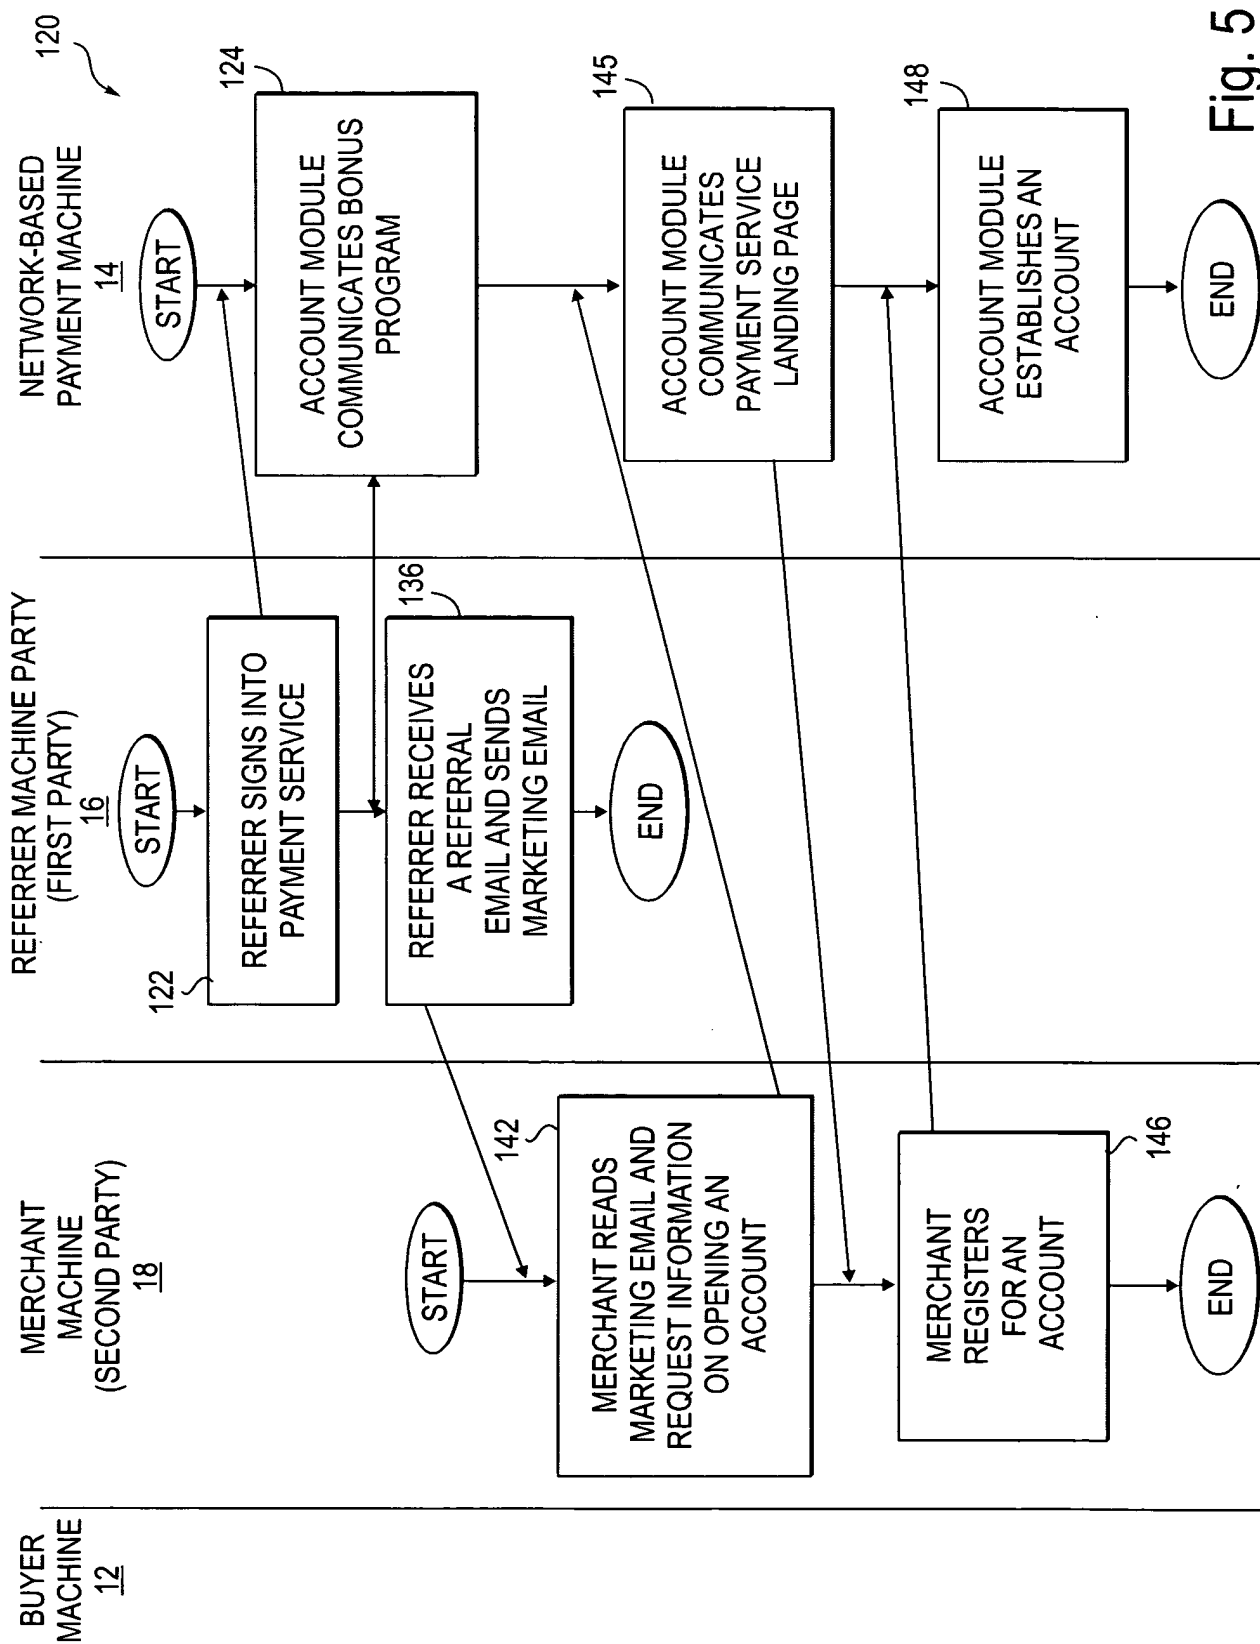 BUYER
MACHINE
12
MERCHANT
MACHINE
(SECOND PARTY)
18
START
142
MERCHANT READS
MARKETING EMAIL AND
REQUEST INFORMATION
ON OPENING AN
ACCOUNT
MERCHANT
REGISTERS
FOR AN
ACCOUNT
146
END
REFERRER MACHINE PARTY
(FIRST PARTY)
16
START
122
REFERRER SIGNS INTO
PAYMENT SERVICE
136
REFERRER RECEIVES
A REFERRAL
EMAIL AND SENDS
MARKETING EMAIL
END
NETWORK-BASED
PAYMENT MACHINE
14
120
START
124
ACCOUNT MODULE
COMMUNICATES BONUS
PROGRAM
145
ACCOUNT MODULE
COMMUNICATES
PAYMENT SERVICE
LANDING PAGE
148
ACCOUNT MODULE
ESTABLISHES AN
ACCOUNT
END
Fig. 5